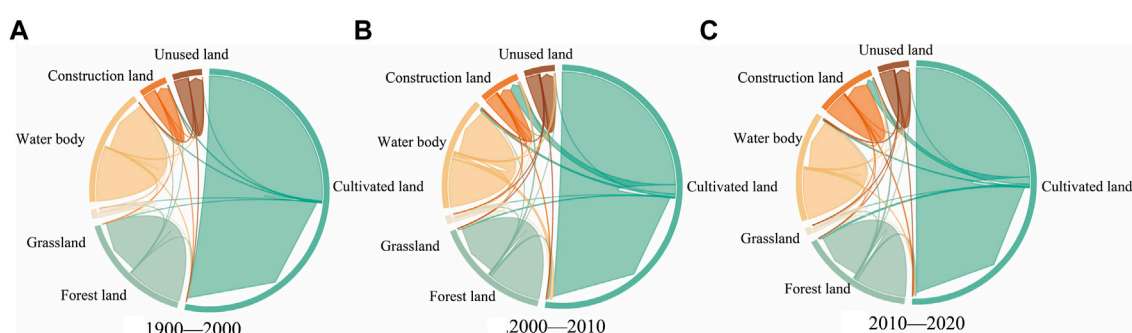 A
Unused land
Construction land
Water body
Cultivated land
Grassland
Forest land
1900—2000
B
Unused land
Construction land
Water body
Cultivated land
Grassland
Forest land
.2000—2010
C
Unused land
Construction land
Water body
Cultivated land
Grassland
Forest land
2010—2020